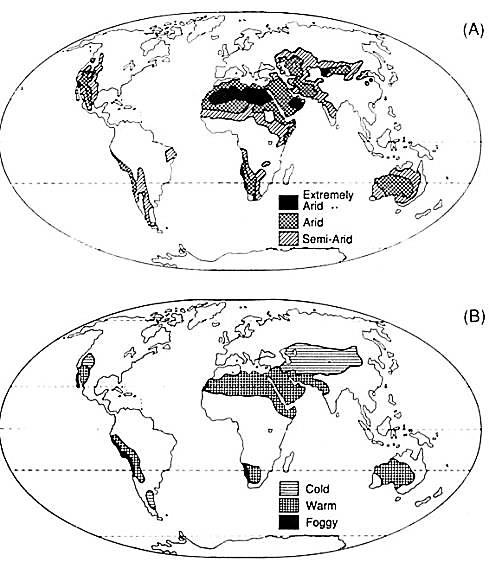 (A)
Extremely
Arid
Arid
Semi-Arid
(B)
Cold
Warm
Foggy